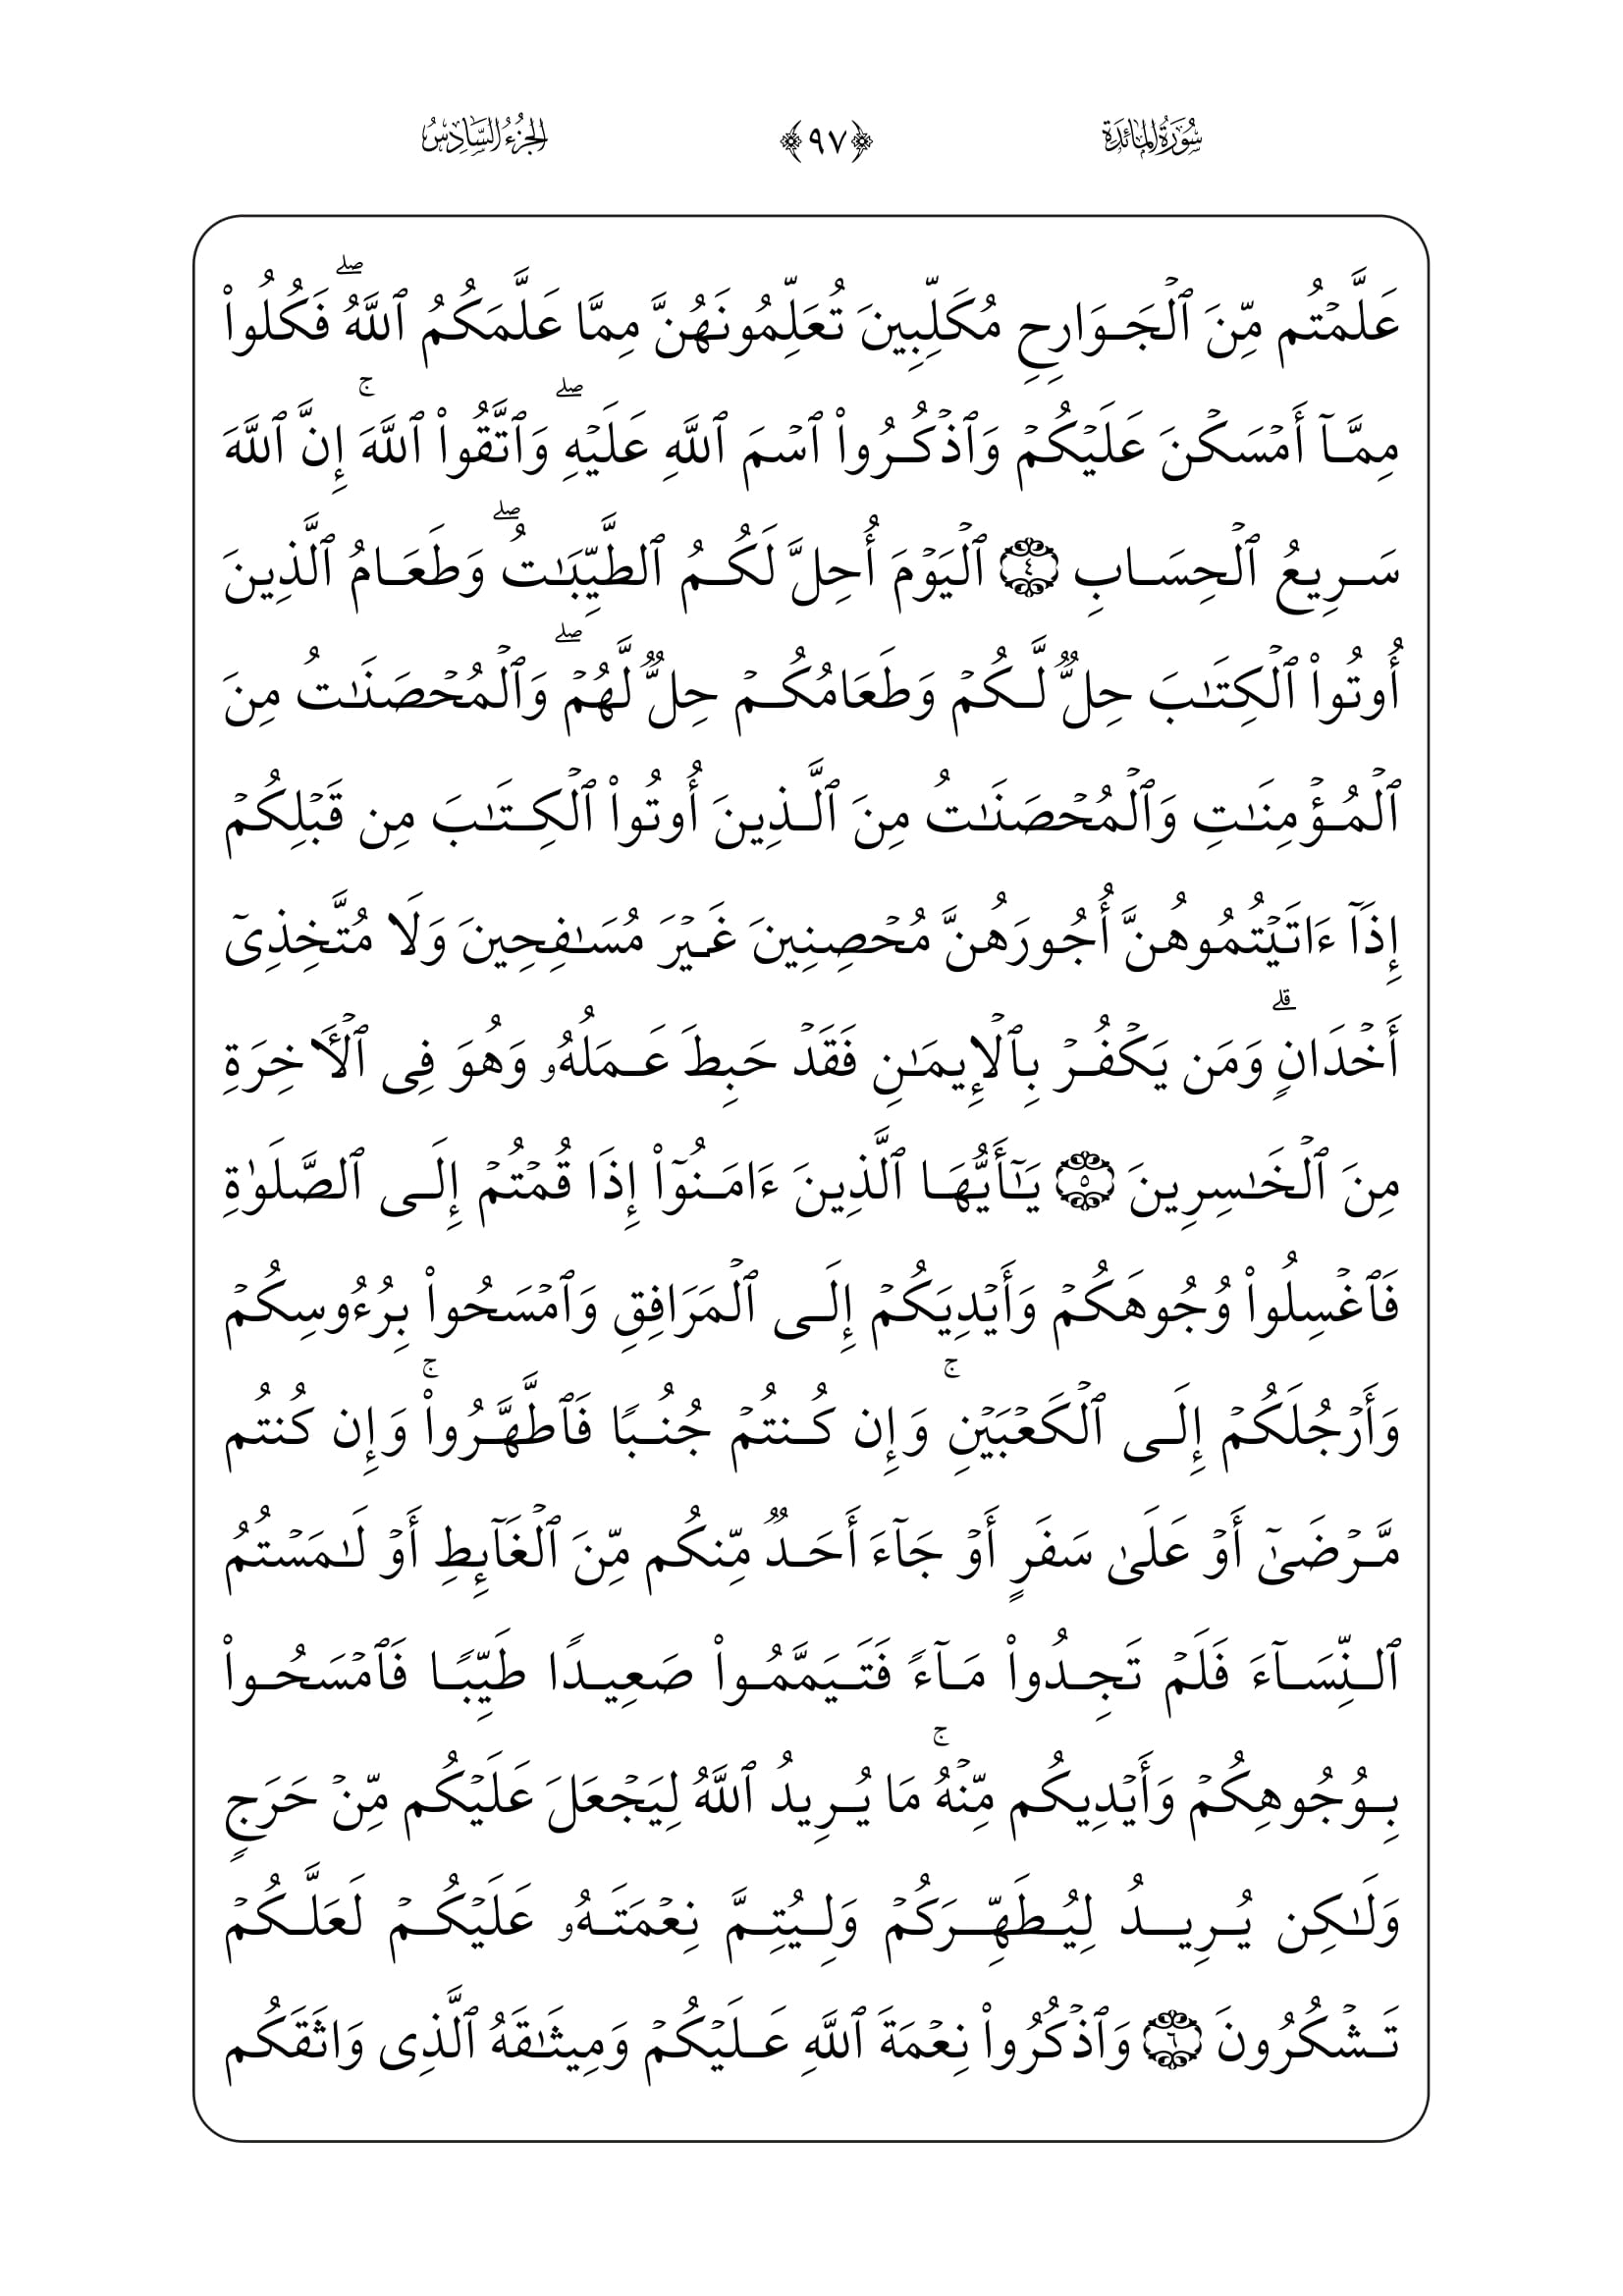 سُورَةُ المَائدَة ﴿٩٧﴾ الجُزءُ السَّادِسُ
عَلَّمۡتُم مِّنَ ٱلۡجَوَارِحِ مُكَلِّبِينَ تُعَلِّمُونَهُنَّ مِمَّا عَلَّمَكُمُ ٱللَّهُۖ فَكُلُواْ
مِمَّآ أَمۡسَكۡنَ عَلَيۡكُمۡ وَٱذۡكُرُواْ ٱسۡمَ ٱللَّهِ عَلَيۡهِۖ وَٱتَّقُواْ ٱللَّهَۚ إِنَّ ٱللَّهَ
سَرِيعُ ٱلۡحِسَابِ ٤ ٱلۡيَوۡمَ أُحِلَّ لَكُمُ ٱلطَّيِّبَٰتُۖ وَطَعَامُ ٱلَّذِينَ
أُوتُواْ ٱلۡكِتَٰبَ حِلّٞ لَّكُمۡ وَطَعَامُكُمۡ حِلّٞ لَّهُمۡۖ وَٱلۡمُحۡصَنَٰتُ مِنَ
ٱلۡمُؤۡمِنَٰتِ وَٱلۡمُحۡصَنَٰتُ مِنَ ٱلَّذِينَ أُوتُواْ ٱلۡكِتَٰبَ مِن قَبۡلِكُمۡ
إِذَآ ءَاتَيۡتُمُوهُنَّ أُجُورَهُنَّ مُحۡصِنِينَ غَيۡرَ مُسَٰفِحِينَ وَلَا مُتَّخِذِىٓ
أَخۡدَانٖۗ وَمَن يَكۡفُرۡ بِٱلۡإِيمَٰنِ فَقَدۡ حَبِطَ عَمَلُهُۥ وَهُوَ فِى ٱلۡأٓخِرَةِ
مِنَ ٱلۡخَٰسِرِينَ ٥ يَٰٓأَيُّهَا ٱلَّذِينَ ءَامَنُوٓاْ إِذَا قُمۡتُمۡ إِلَى ٱلصَّلَوٰةِ
فَٱغۡسِلُواْ وُجُوهَكُمۡ وَأَيۡدِيَكُمۡ إِلَى ٱلۡمَرَافِقِ وَٱمۡسَحُواْ بِرُءُوسِكُمۡ
وَأَرۡجُلَكُمۡ إِلَى ٱلۡكَعۡبَيۡنِۚ وَإِن كُنتُمۡ جُنُبٗا فَٱطَّهَّرُواْۚ وَإِن كُنتُم
مَّرۡضَىٰٓ أَوۡ عَلَىٰ سَفَرٍ أَوۡ جَآءَ أَحَدٞ مِّنكُم مِّنَ ٱلۡغَآئِطِ أَوۡ لَٰمَسۡتُمُ
ٱلنِّسَآءَ فَلَمۡ تَجِدُواْ مَآءٗ فَتَيَمَّمُواْ صَعِيدٗا طَيِّبٗا فَٱمۡسَحُواْ
بِوُجُوهِكُمۡ وَأَيۡدِيكُم مِّنۡهُۚ مَا يُرِيدُ ٱللَّهُ لِيَجۡعَلَ عَلَيۡكُم مِّنۡ حَرَجٖ
وَلَٰكِن يُرِيدُ لِيُطَهِّرَكُمۡ وَلِيُتِمَّ نِعۡمَتَهُۥ عَلَيۡكُمۡ لَعَلَّكُمۡ
تَشۡكُرُونَ ٦ وَٱذۡكُرُواْ نِعۡمَةَ ٱللَّهِ عَلَيۡكُمۡ وَمِيثَٰقَهُ ٱلَّذِى وَاثَقَكُم